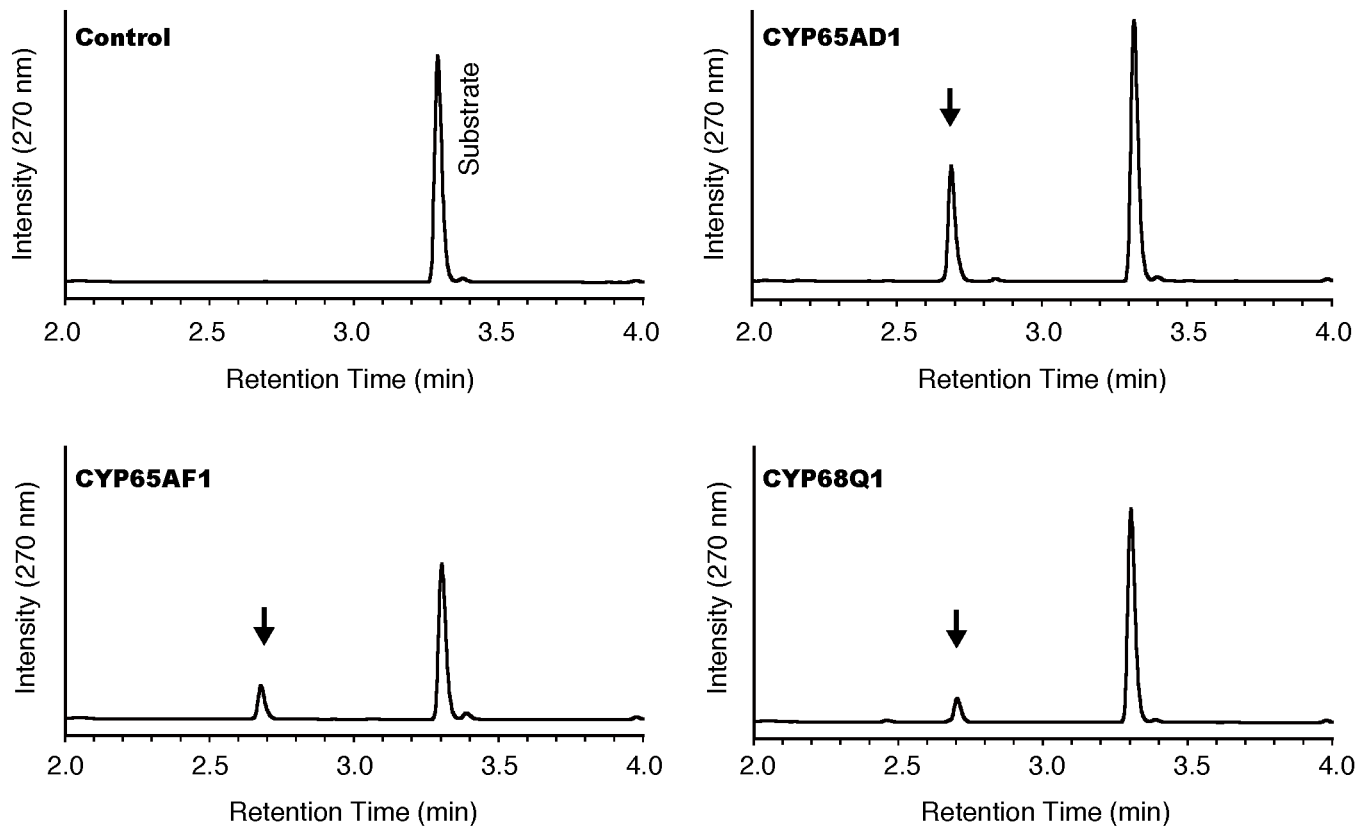 Control
Intensity (270 nm)
Substrate
2.0 2.5 3.0 3.5 4.0
Retention Time (min)
CYP65AD1
Intensity (270 nm)
2.0 2.5 3.0 3.5 4.0
Retention Time (min)
CYP65AF1
Intensity (270 nm)
2.0 2.5 3.0 3.5 4.0
Retention Time (min)
CYP68Q1
Intensity (270 nm)
2.0 2.5 3.0 3.5 4.0
Retention Time (min)